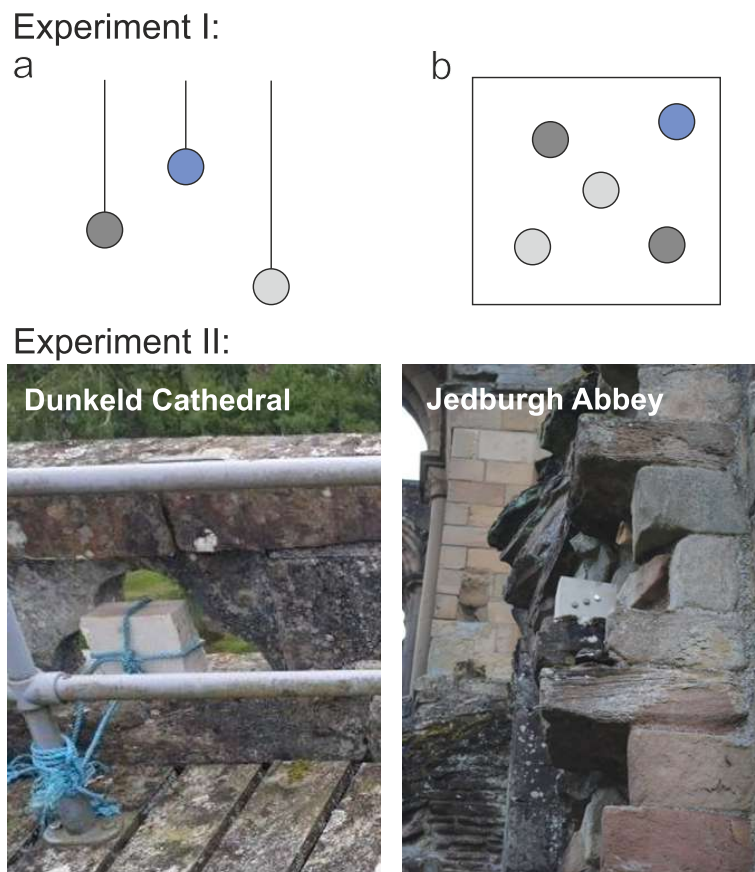 Experiment I:
a
b
Experiment II:
Dunkeld Cathedral
Jedburgh Abbey